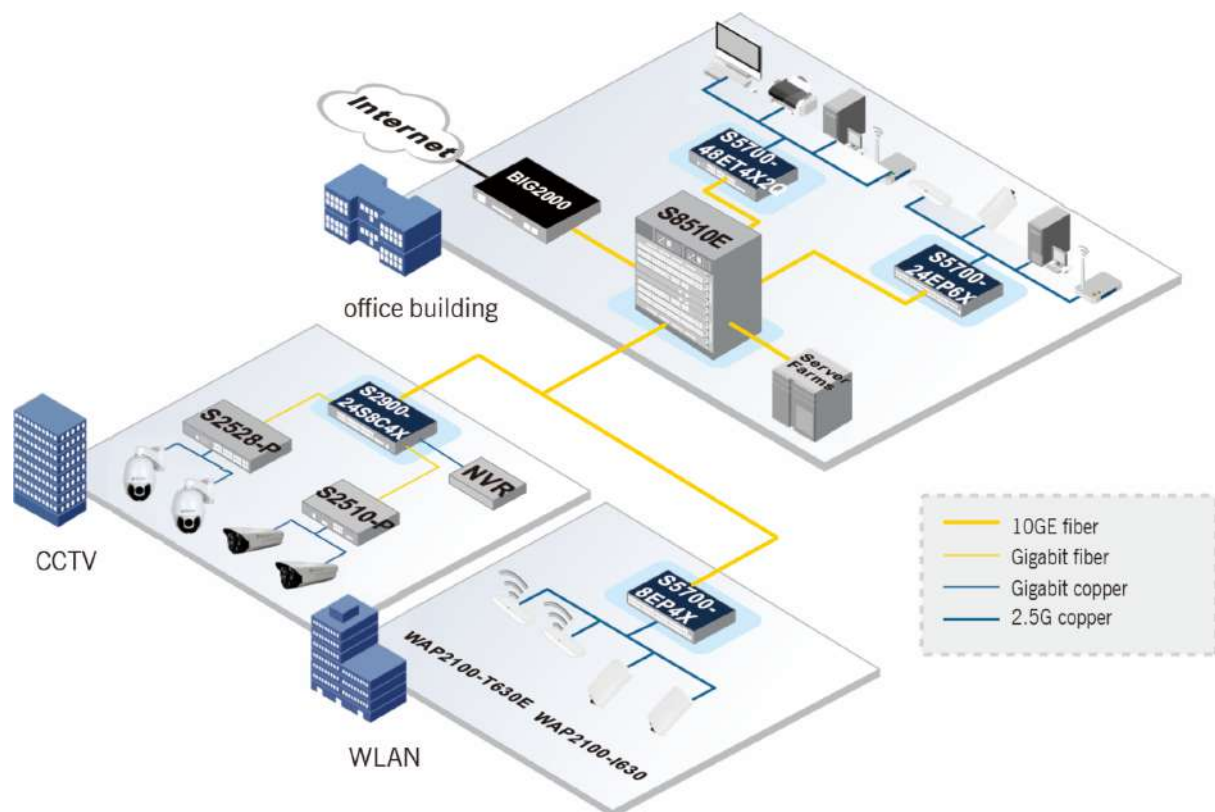 Internet
BIG2000
S5700-
48ET4X2Q
S8510E
S5700-
24EP6X
office building
Server
Farms
S2900-
24S8C4X
S2528-P
NVR
S2510-P
CCTV
S5700-
8EP4X
WAP2100-T630E
WAP2100-I630
WLAN
10GE fiber
Gigabit fiber
Gigabit copper
2.5G copper